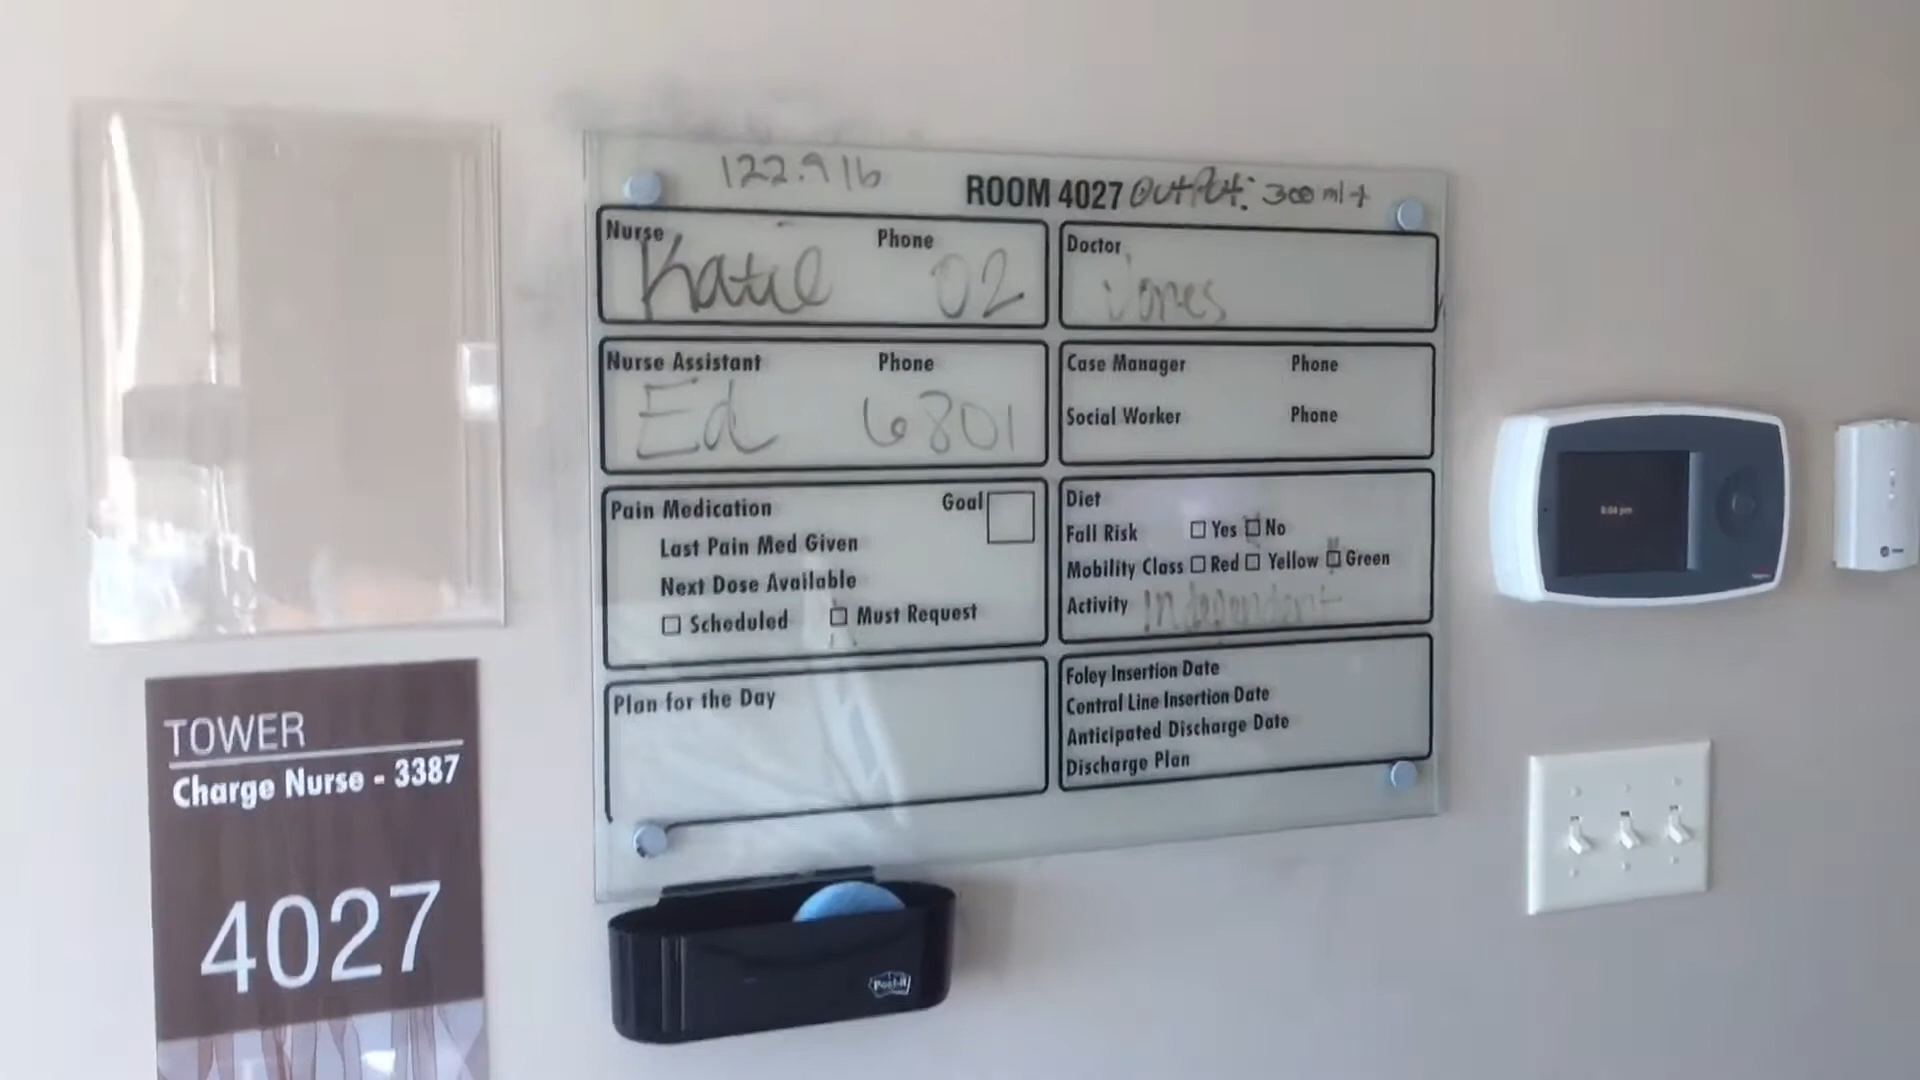 122.9 lb
ROOM 4027 OUTPUT: 300 ml +
Nurse Phone
Katie 02
Doctor
Jones
Nurse Assistant Phone
Ed 6801
Case Manager Phone
Social Worker Phone
Pain Medication Goal
Last Pain Med Given
Next Dose Available
Scheduled Must Request
Diet
Fall Risk Yes No
Mobility Class Red Yellow Green
Activity Independent
Plan for the Day
Foley Insertion Date
Central Line Insertion Date
Anticipated Discharge Date
Discharge Plan
TOWER
Charge Nurse - 3387
4027
Post-it